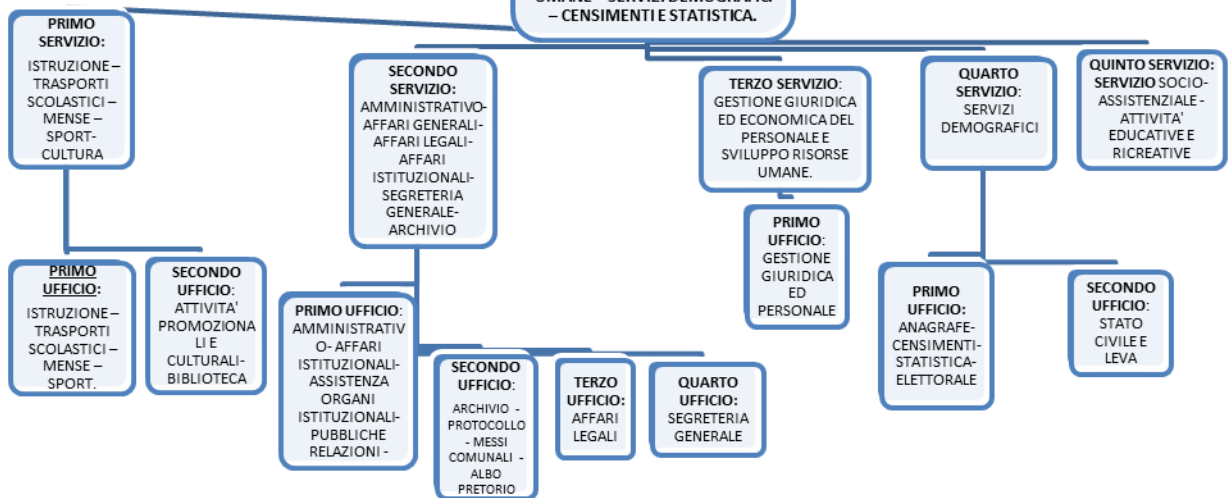 UMANE – SERVIZI DEMOGRAFICI
– CENSIMENTI E STATISTICA.
PRIMO
SERVIZIO:
ISTRUZIONE –
TRASPORTI
SCOLASTICI –
MENSE –
SPORT-
CULTURA
SECONDO
SERVIZIO:
AMMINISTRATIVO-
AFFARI GENERALI-
AFFARI LEGALI-
AFFARI
ISTITUZIONALI-
SEGRETERIA
GENERALE-
ARCHIVIO
TERZO SERVIZIO:
GESTIONE GIURIDICA
ED ECONOMICA DEL
PERSONALE E
SVILUPPO RISORSE
UMANE.
QUARTO
SERVIZIO:
SERVIZI
DEMOGRAFICI
QUINTO SERVIZIO:
SERVIZIO SOCIO-
ASSISTENZIALE -
ATTIVITA'
EDUCATIVE E
RICREATIVE
PRIMO
UFFICIO:
ISTRUZIONE –
TRASPORTI
SCOLASTICI –
MENSE –
SPORT.
SECONDO
UFFICIO:
ATTIVITA'
PROMOZIONA
LI E
CULTURALI-
BIBLIOTECA
PRIMO UFFICIO:
AMMINISTRATIV
O- AFFARI
ISTITUZIONALI-
ASSISTENZA
ORGANI
ISTITUZIONALI-
PUBBLICHE
RELAZIONI -
SECONDO
UFFICIO:
ARCHIVIO -
PROTOCOLLO
- MESSI
COMUNALI -
ALBO
PRETORIO
TERZO
UFFICIO:
AFFARI
LEGALI
QUARTO
UFFICIO:
SEGRETERIA
GENERALE
PRIMO
UFFICIO:
GESTIONE
GIURIDICA
ED
PERSONALE
PRIMO
UFFICIO:
ANAGRAFE-
CENSIMENTI-
STATISTICA-
ELETTORALE
SECONDO
UFFICIO:
STATO
CIVILE E
LEVA